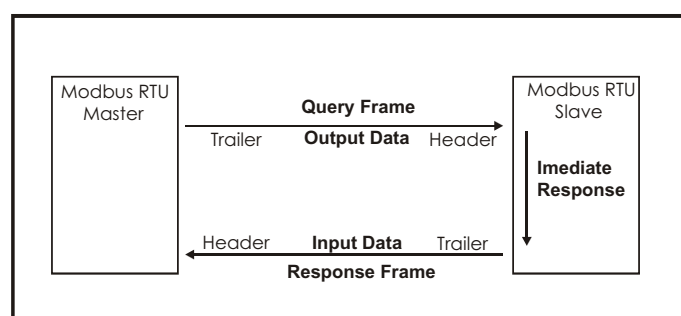 Modbus RTU
Master
Query Frame
Trailer Output Data Header
Modbus RTU
Slave
Imediate
Response
Header Input Data Trailer
Response Frame